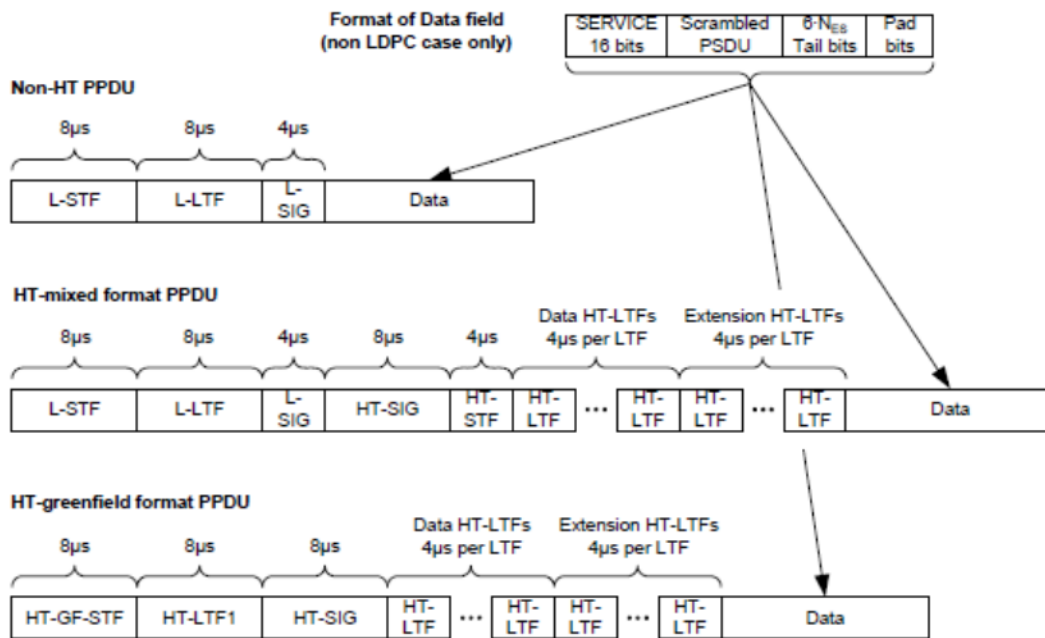 Format of Data field
(non LDPC case only)
SERVICE 16 bits
Scrambled PSDU
6·N_ES Tail bits
Pad bits
Non-HT PPDU
8µs 8µs 4µs
L-STF L-LTF L-SIG Data
HT-mixed format PPDU
Data HT-LTFs 4µs per LTF
Extension HT-LTFs 4µs per LTF
8µs 8µs 4µs 8µs 4µs
L-STF L-LTF L-SIG HT-SIG HT-STF HT-LTF ... HT-LTF HT-LTF ... HT-LTF Data
HT-greenfield format PPDU
Data HT-LTFs 4µs per LTF
Extension HT-LTFs 4µs per LTF
8µs 8µs 8µs
HT-GF-STF HT-LTF1 HT-SIG HT-LTF ... HT-LTF HT-LTF ... HT-LTF Data